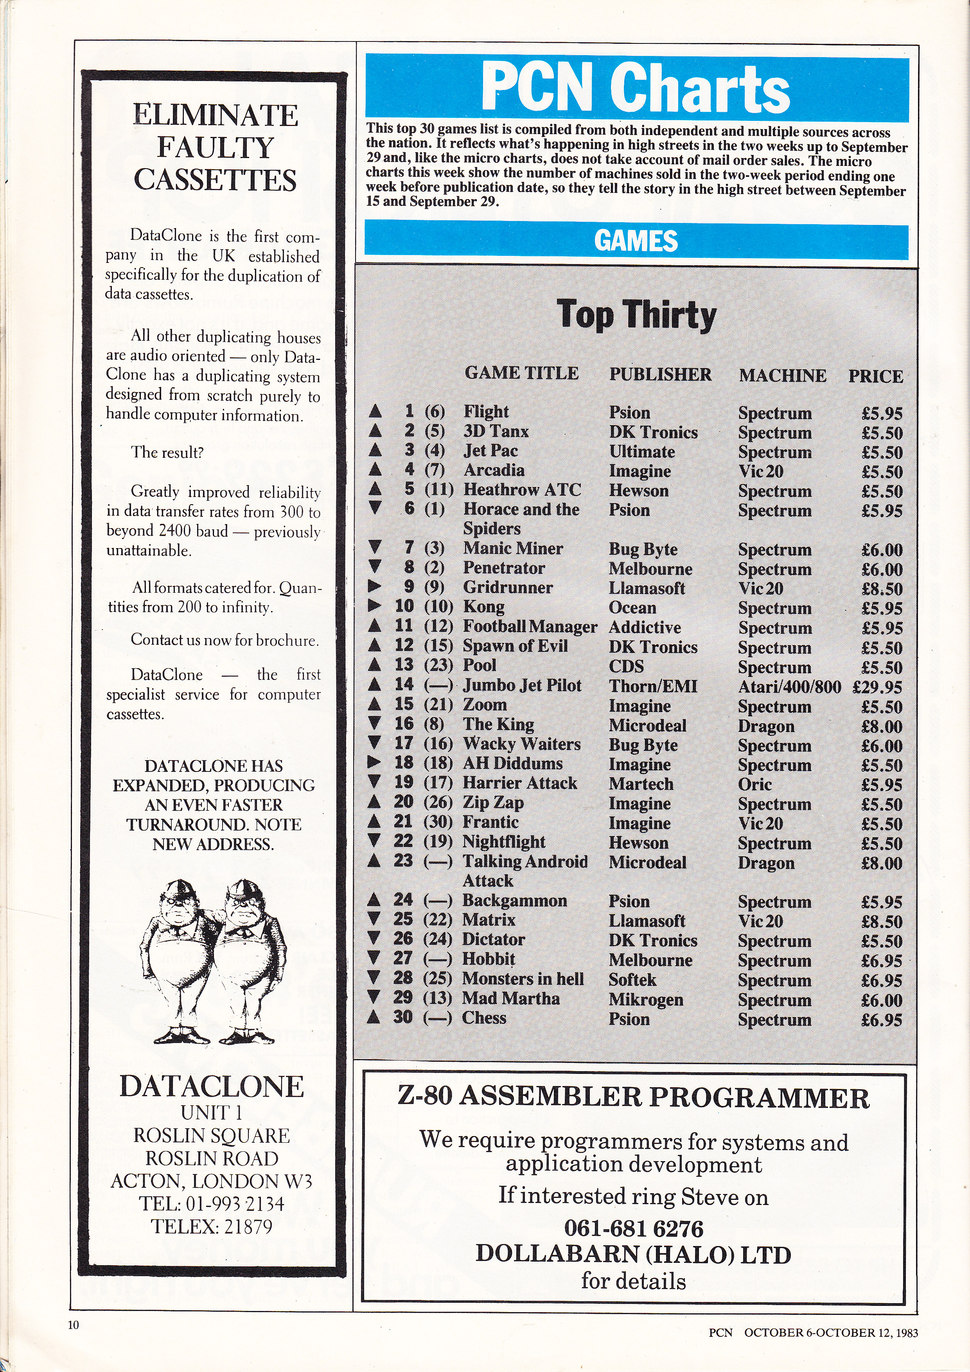 ELIMINATE
FAULTY
CASSETTES
DataClone is the first com-
pany in the UK established
specifically for the duplication of
data cassettes.
All other duplicating houses
are audio oriented — only Data-
Clone has a duplicating system
designed from scratch purely to
handle computer information.
The result?
Greatly improved reliability
in data transfer rates from 300 to
beyond 2400 baud — previously
unattainable.
All formats catered for. Quan-
tities from 200 to infinity.
Contact us now for brochure.
DataClone — the first
specialist service for computer
cassettes.
DATACLONE HAS
EXPANDED, PRODUCING
AN EVEN FASTER
TURNAROUND. NOTE
NEW ADDRESS.
DATACLONE
UNIT 1
ROSLIN SQUARE
ROSLIN ROAD
ACTON, LONDON W3
TEL: 01-993 2134
TELEX: 21879
PCN Charts
This top 30 games list is compiled from both independent and multiple sources across
the nation. It reflects what's happening in high streets in the two weeks up to September
29 and, like the micro charts, does not take account of mail order sales. The micro
charts this week show the number of machines sold in the two-week period ending one
week before publication date, so they tell the story in the high street between September
15 and September 29.
GAMES
Top Thirty
GAME TITLE PUBLISHER MACHINE PRICE
▲ 1 (6) Flight Psion Spectrum £5.95
▲ 2 (5) 3D Tanx DK Tronics Spectrum £5.50
▲ 3 (4) Jet Pac Ultimate Spectrum £5.50
▲ 4 (7) Arcadia Imagine Vic 20 £5.50
▲ 5 (11) Heathrow ATC Hewson Spectrum £5.50
▼ 6 (1) Horace and the Psion Spectrum £5.95
Spiders
▼ 7 (3) Manic Miner Bug Byte Spectrum £6.00
▼ 8 (2) Penetrator Melbourne Spectrum £6.00
▶ 9 (9) Gridrunner Llamasoft Vic 20 £8.50
▶ 10 (10) Kong Ocean Spectrum £5.95
▲ 11 (12) Football Manager Addictive Spectrum £5.95
▲ 12 (15) Spawn of Evil DK Tronics Spectrum £5.50
▲ 13 (23) Pool CDS Spectrum £5.50
▲ 14 (—) Jumbo Jet Pilot Thorn/EMI Atari/400/800 £29.95
▲ 15 (21) Zoom Imagine Spectrum £5.50
▼ 16 (8) The King Microdeal Dragon £8.00
▼ 17 (16) Wacky Waiters Bug Byte Spectrum £6.00
▶ 18 (18) AH Diddums Imagine Spectrum £5.50
▼ 19 (17) Harrier Attack Martech Oric £5.95
▲ 20 (26) Zip Zap Imagine Spectrum £5.50
▲ 21 (30) Frantic Imagine Vic 20 £5.50
▼ 22 (19) Nightflight Hewson Spectrum £5.50
▲ 23 (—) Talking Android Microdeal Dragon £8.00
Attack
▲ 24 (—) Backgammon Psion Spectrum £5.95
▼ 25 (22) Matrix Llamasoft Vic 20 £8.50
▼ 26 (24) Dictator DK Tronics Spectrum £5.50
▼ 27 (—) Hobbit Melbourne Spectrum £6.95
▼ 28 (25) Monsters in hell Softek Spectrum £6.95
▼ 29 (13) Mad Martha Mikrogen Spectrum £6.00
▲ 30 (—) Chess Psion Spectrum £6.95
Z-80 ASSEMBLER PROGRAMMER
We require programmers for systems and
application development
If interested ring Steve on
061-681 6276
DOLLABARN (HALO) LTD
for details
10
PCN OCTOBER 6-OCTOBER 12, 1983